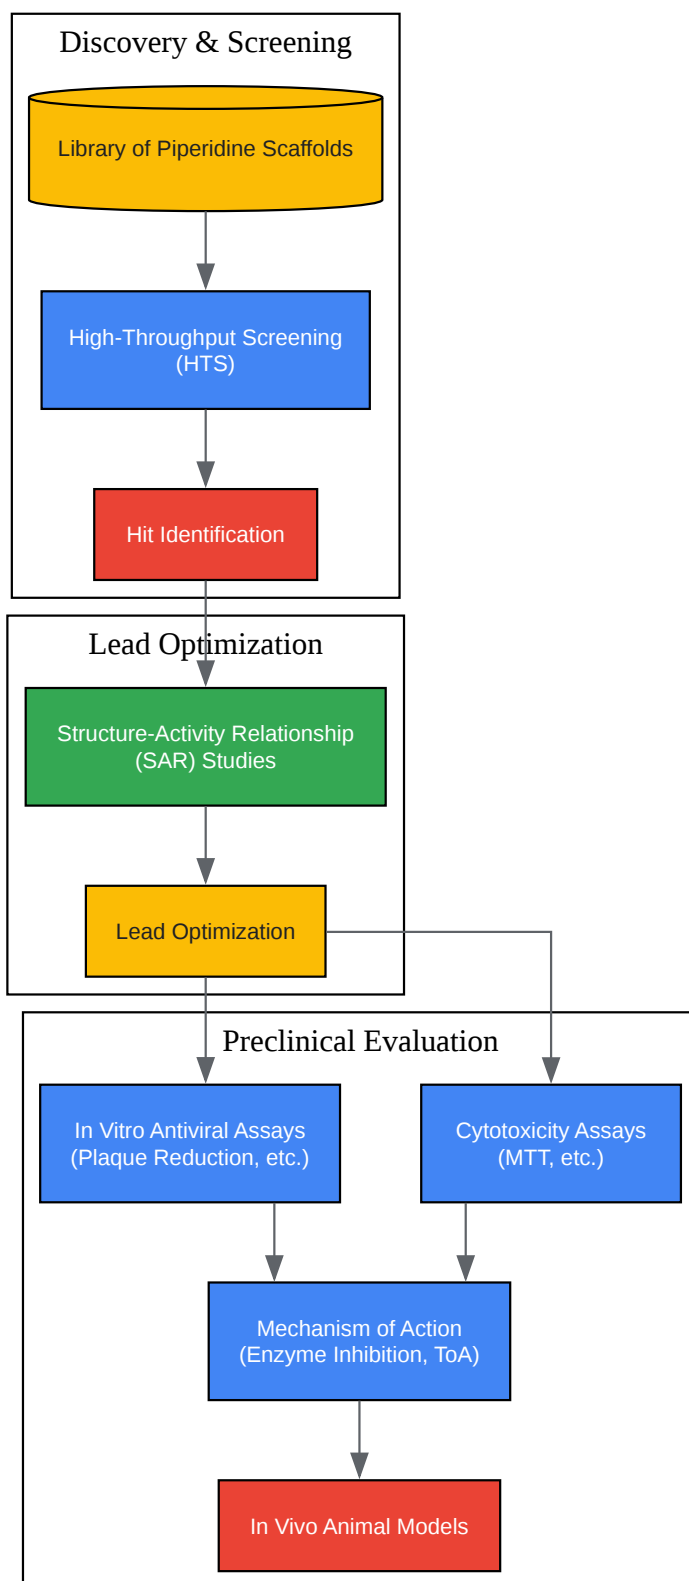 Discovery & Screening
Library of Piperidine Scaffolds
High-Throughput Screening
(HTS)
Hit Identification
Lead Optimization
Structure-Activity Relationship
(SAR) Studies
Lead Optimization
Preclinical Evaluation
In Vitro Antiviral Assays
(Plaque Reduction, etc.)
Cytotoxicity Assays
(MTT, etc.)
Mechanism of Action
(Enzyme Inhibition, ToA)
In Vivo Animal Models